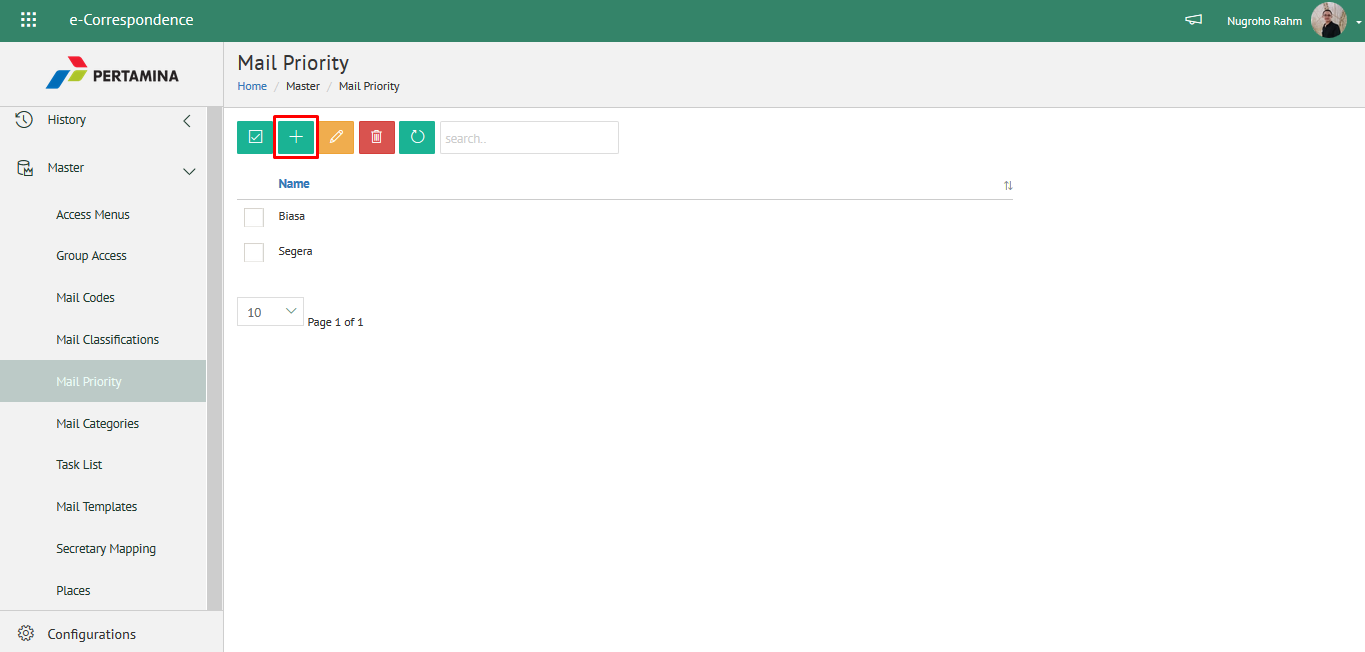 e-Correspondence
Nugroho Rahm
PERTAMINA
Mail Priority
Home / Master / Mail Priority
History
Master
Access Menus
Group Access
Mail Codes
Mail Classifications
Mail Priority
Mail Categories
Task List
Mail Templates
Secretary Mapping
Places
Configurations
search..
Name
Biasa
Segera
10
Page 1 of 1